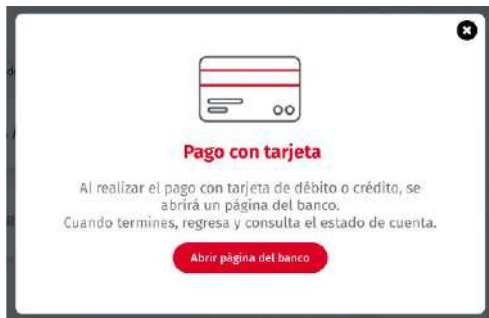 Pago con tarjeta
Al realizar el pago con tarjeta de débito o crédito, se
abrirá un página del banco.
Cuando termines, regresa y consulta el estado de cuenta.
Abrir página del banco